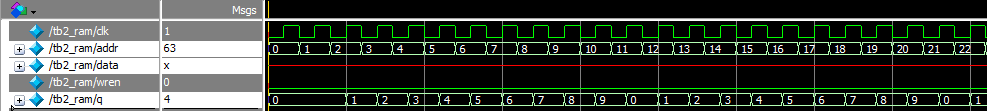 Msgs
/tb2_ram/clk 1
/tb2_ram/addr 63 0 1 2 3 4 5 6 7 8 9 10 11 12 13 14 15 16 17 18 19 20 21 22
/tb2_ram/data x
/tb2_ram/wren 0
/tb2_ram/q 4 0 1 2 3 4 5 6 7 8 9 0 1 2 3 4 5 6 7 8 9 0 1